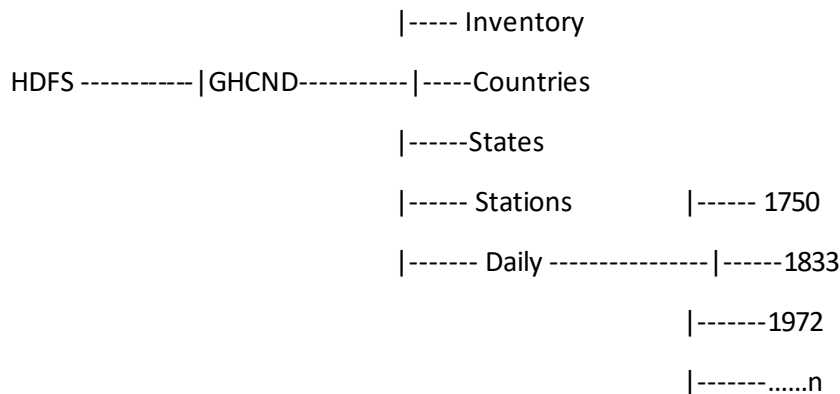 |----- Inventory
HDFS ------------|GHCND-----------|-----Countries
|------States
|------ Stations |------ 1750
|------- Daily ----------------|------1833
|-------1972
|-------......n